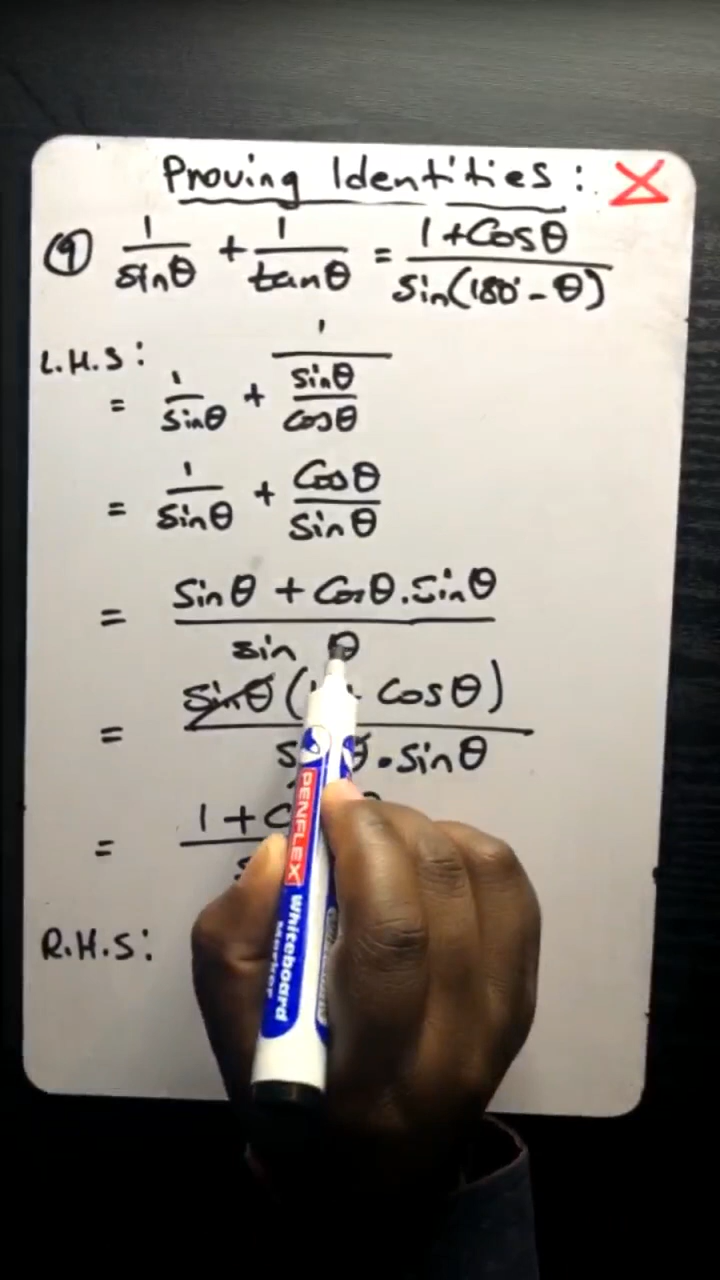 Proving Identities:
9) 1/sinθ + 1/tanθ = 1+Cosθ/sin(180° - θ)
L.H.S:
= 1/sinθ + 1/(sinθ/cosθ)
= 1/sinθ + Cosθ/sinθ
= sinθ + Cosθ.sinθ/sin θ
= sinθ( + cosθ)/θ.sinθ
= 1+
R.H.S:
PENFLEX
Whiteboard
Marker